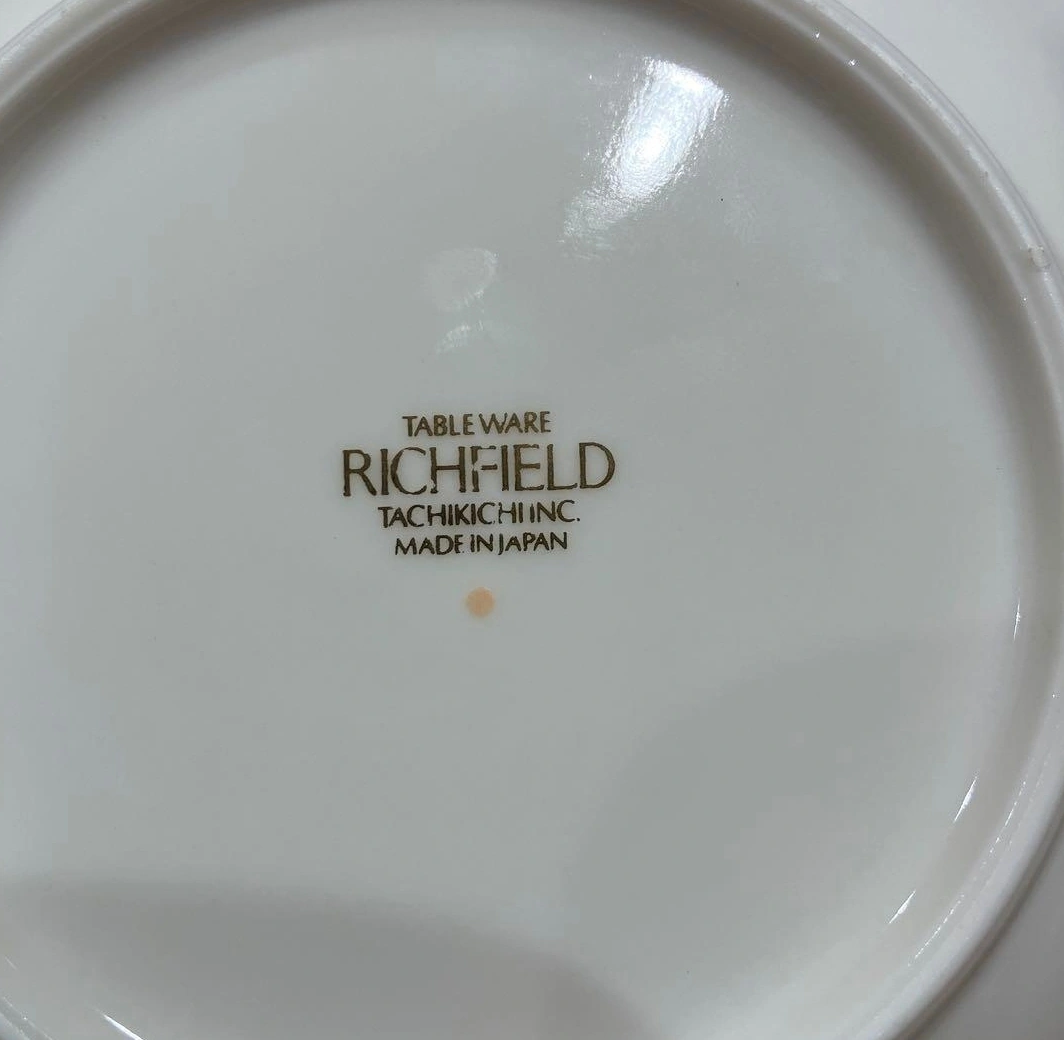 TABLE WARE
RICHFIELD
TACHIKICHI INC.
MADE IN JAPAN